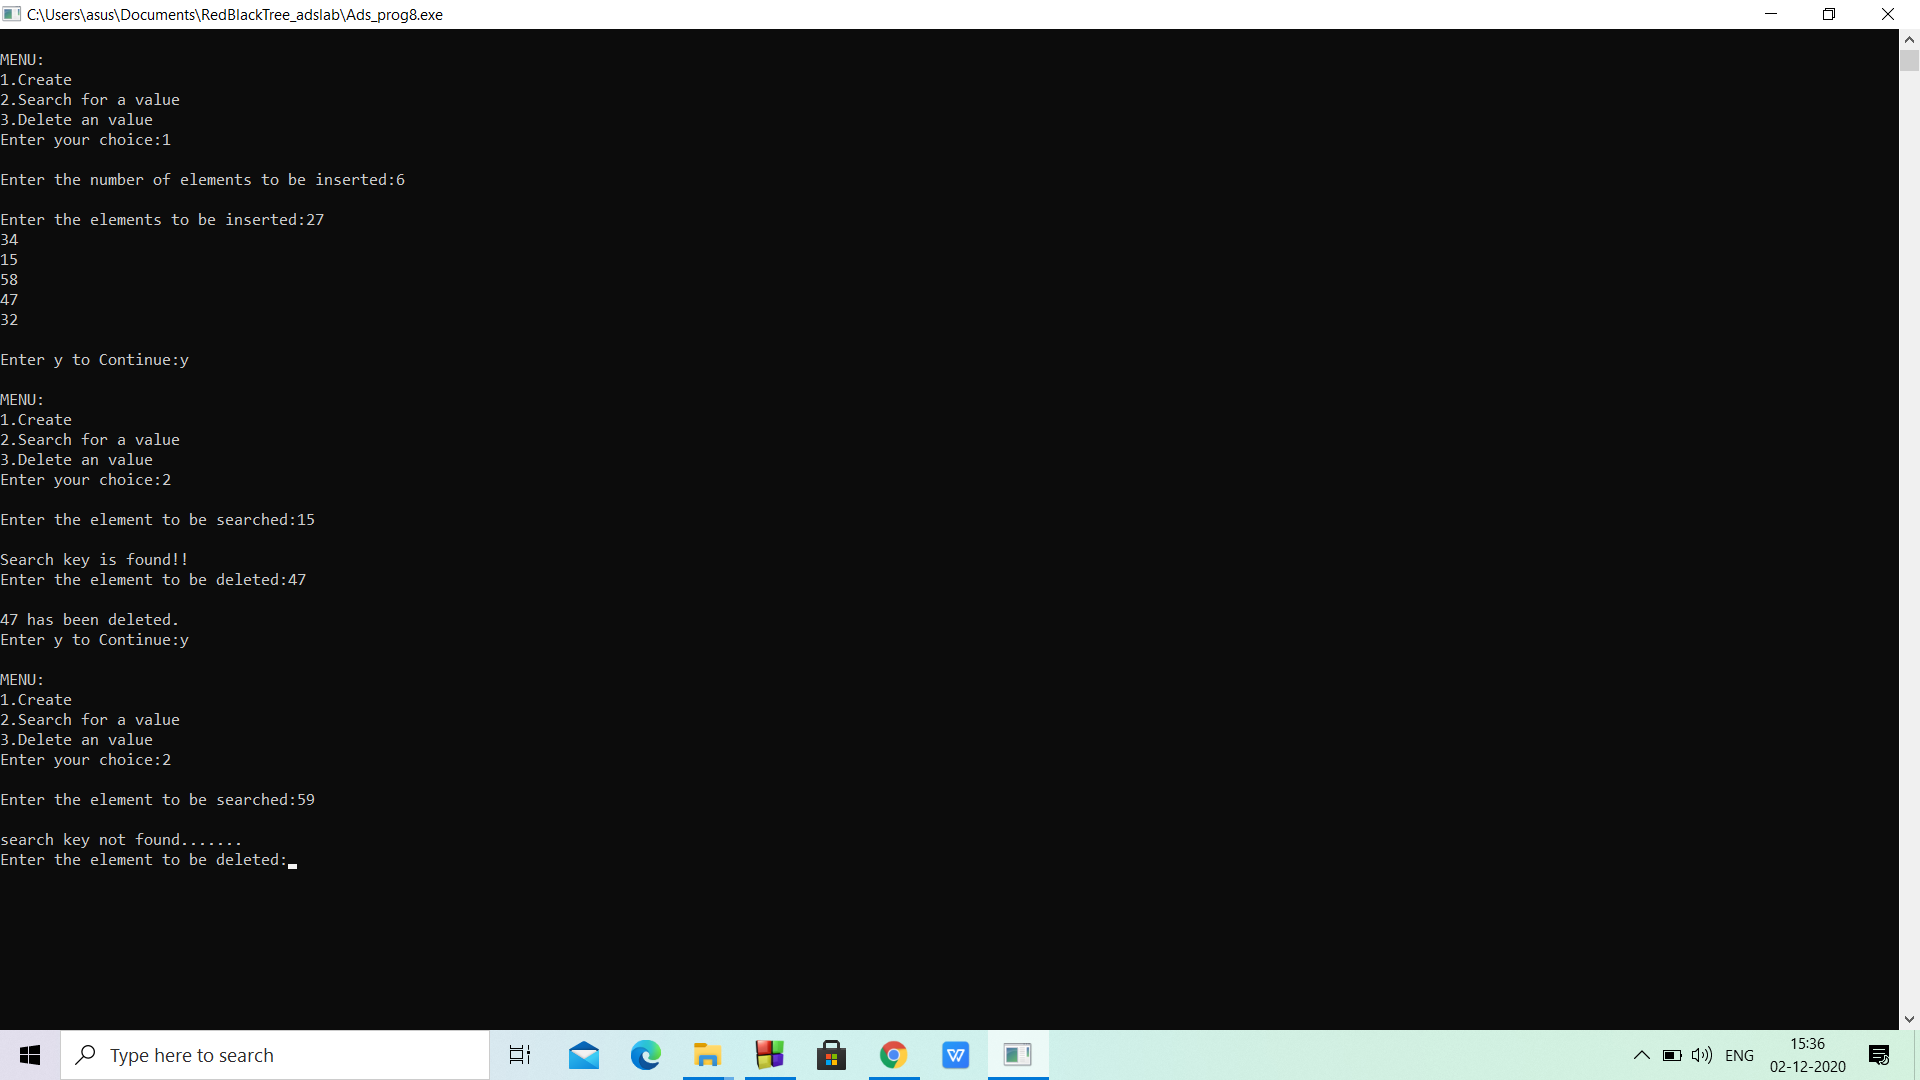 C:\Users\asus\Documents\RedBlackTree_adslab\Ads_prog8.exe
MENU:
1.Create
2.Search for a value
3.Delete an value
Enter your choice:1
Enter the number of elements to be inserted:6
Enter the elements to be inserted:27
34
15
58
47
32
Enter y to Continue:y
MENU:
1.Create
2.Search for a value
3.Delete an value
Enter your choice:2
Enter the element to be searched:15
Search key is found!!
Enter the element to be deleted:47
47 has been deleted.
Enter y to Continue:y
MENU:
1.Create
2.Search for a value
3.Delete an value
Enter your choice:2
Enter the element to be searched:59
search key not found.......
Enter the element to be deleted:
Type here to search
W
ENG
15:36
02-12-2020